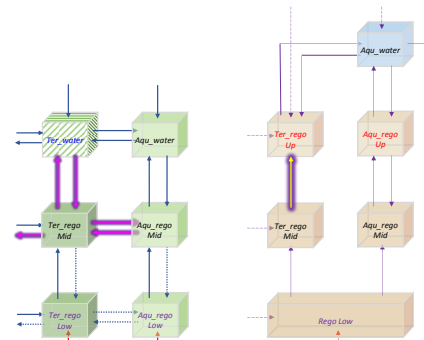 Aqu_water
Ter_water
Aqu_water
Ter_rego
Up
Aqu_rego
Up
Ter_rego
Mid
Aqu_rego
Mid
Ter_rego
Mid
Aqu_rego
Mid
Ter_rego
Low
Aqu_rego
Low
Rego Low